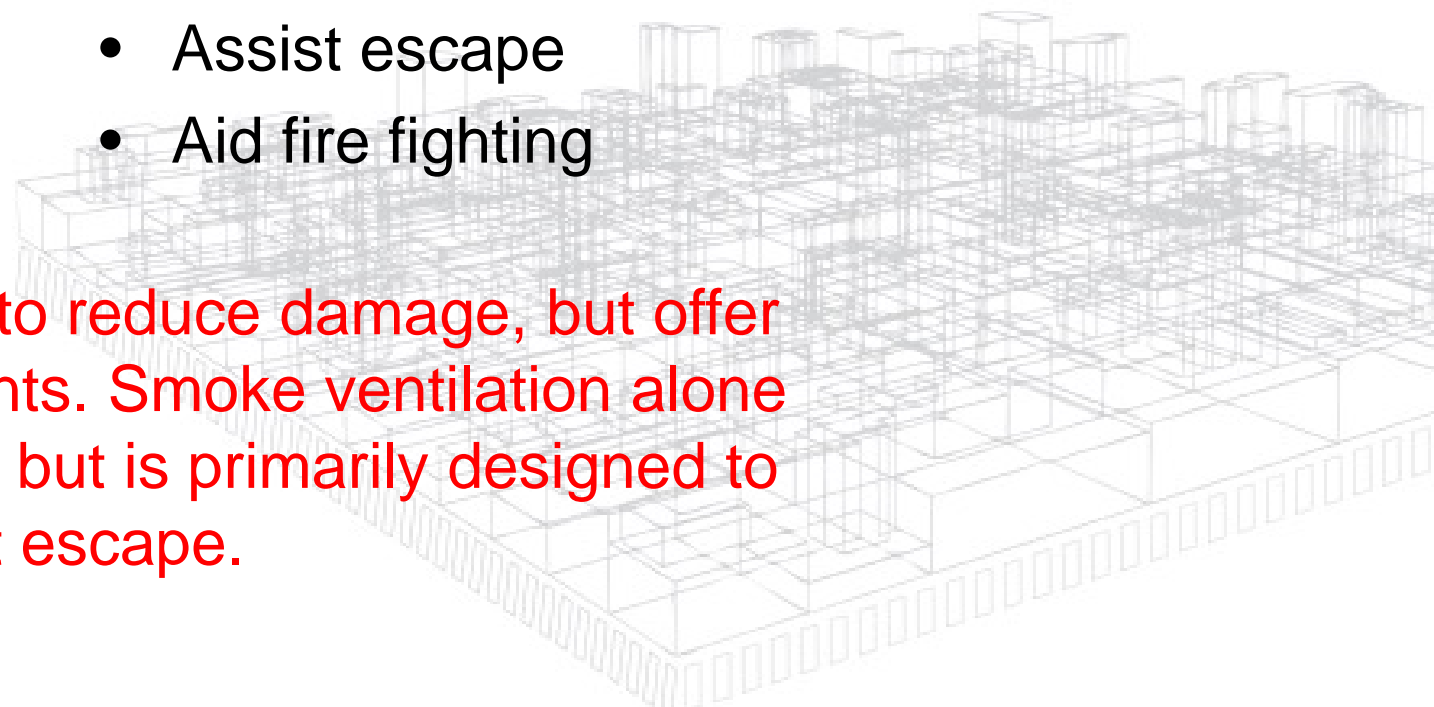 • Assist escape
• Aid fire fighting
to reduce damage, but offer
nts. Smoke ventilation alone
but is primarily designed to
t escape.